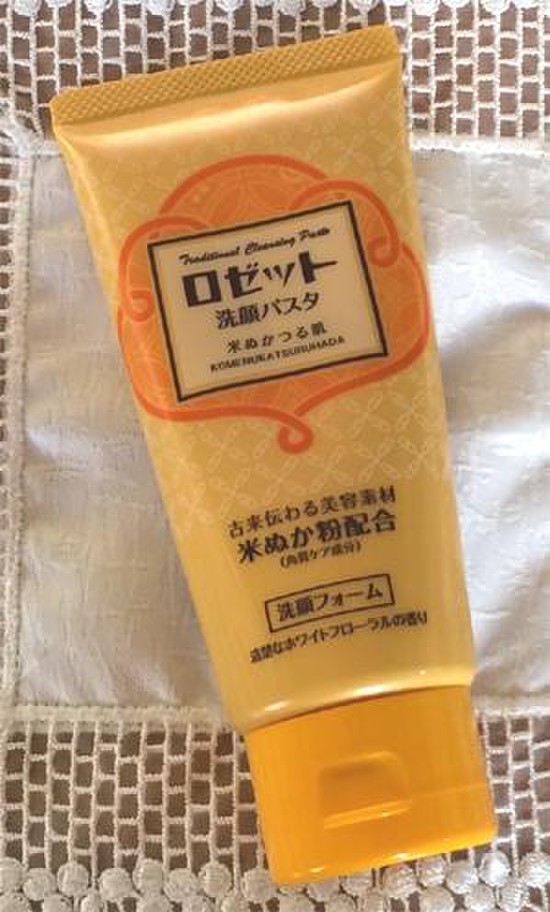 Traditional Cleansing Pasta
ロゼット
洗顔パスタ
米ぬかつる肌
KOMENUKATSURUHADA
古来伝わる美容素材
米ぬか粉配合
(角質ケア成分)
洗顔フォーム
清楚なホワイトフローラルの香り